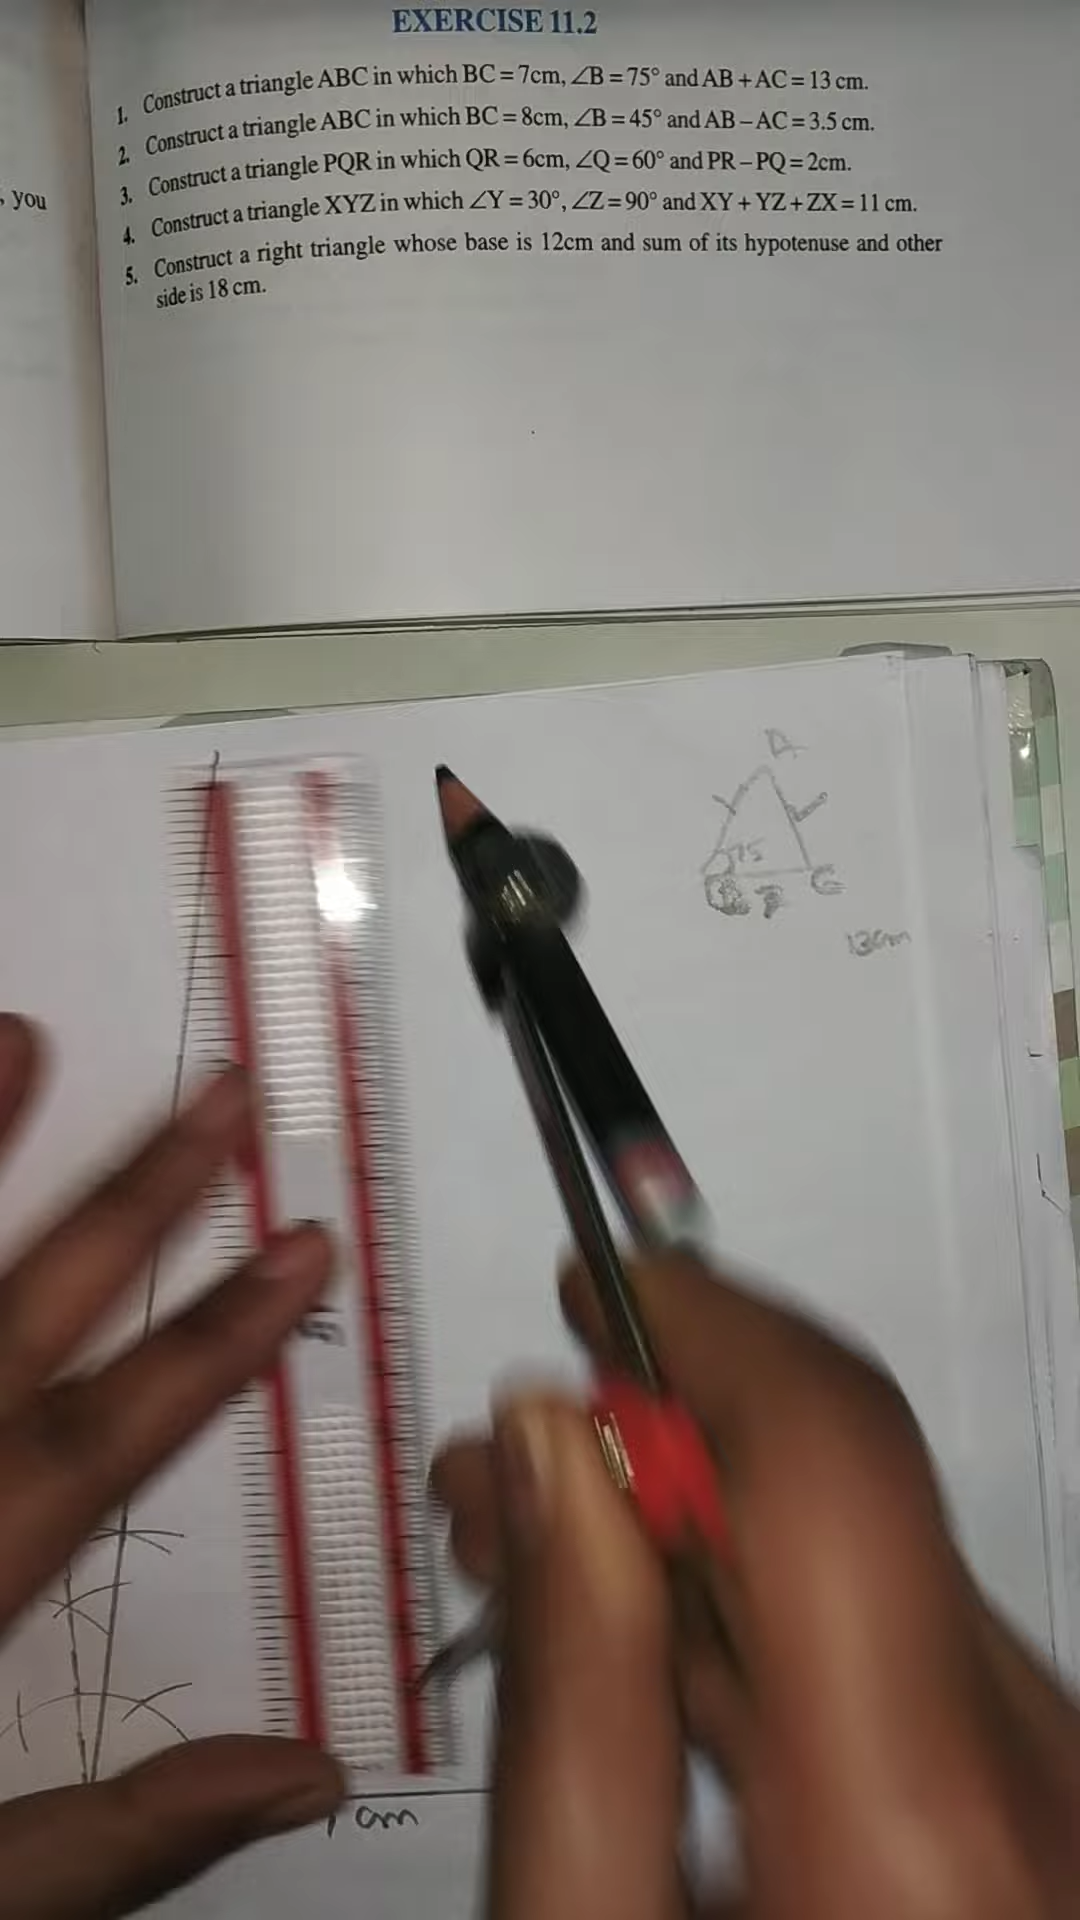 EXERCISE 11.2
1. Construct a triangle ABC in which BC = 7cm, ∠B = 75° and AB + AC = 13 cm.
2. Construct a triangle ABC in which BC = 8cm, ∠B = 45° and AB – AC = 3.5 cm.
3. Construct a triangle PQR in which QR = 6cm, ∠Q = 60° and PR – PQ = 2cm.
you
4. Construct a triangle XYZ in which ∠Y = 30°, ∠Z = 90° and XY + YZ + ZX = 11 cm.
5. Construct a right triangle whose base is 12cm and sum of its hypotenuse and other
side is 18 cm.
A
75
B 7 C
13cm
cm